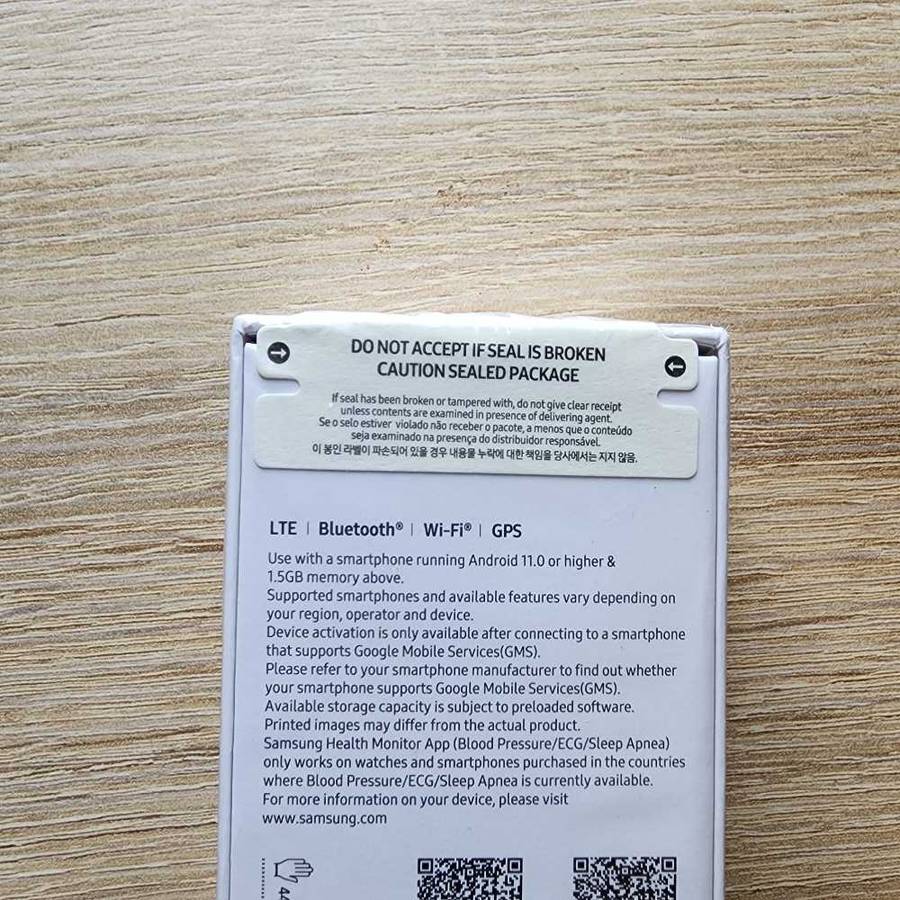 DO NOT ACCEPT IF SEAL IS BROKEN
CAUTION SEALED PACKAGE
If seal has been broken or tampered with, do not give clear receipt
unless contents are examined in presence of delivering agent.
Se o selo estiver violado não receber o pacote, a menos que o conteúdo
seja examinado na presença do distribuidor responsável.
이 봉인 라벨이 파손되어 있을 경우 내용물 누락에 대한 책임을 당사에서는 지지 않음.
LTE | Bluetooth® | Wi-Fi® | GPS
Use with a smartphone running Android 11.0 or higher &
1.5GB memory above.
Supported smartphones and available features vary depending on
your region, operator and device.
Device activation is only available after connecting to a smartphone
that supports Google Mobile Services(GMS).
Please refer to your smartphone manufacturer to find out whether
your smartphone supports Google Mobile Services(GMS).
Available storage capacity is subject to preloaded software.
Printed images may differ from the actual product.
Samsung Health Monitor App (Blood Pressure/ECG/Sleep Apnea)
only works on watches and smartphones purchased in the countries
where Blood Pressure/ECG/Sleep Apnea is currently available.
For more information on your device, please visit
www.samsung.com